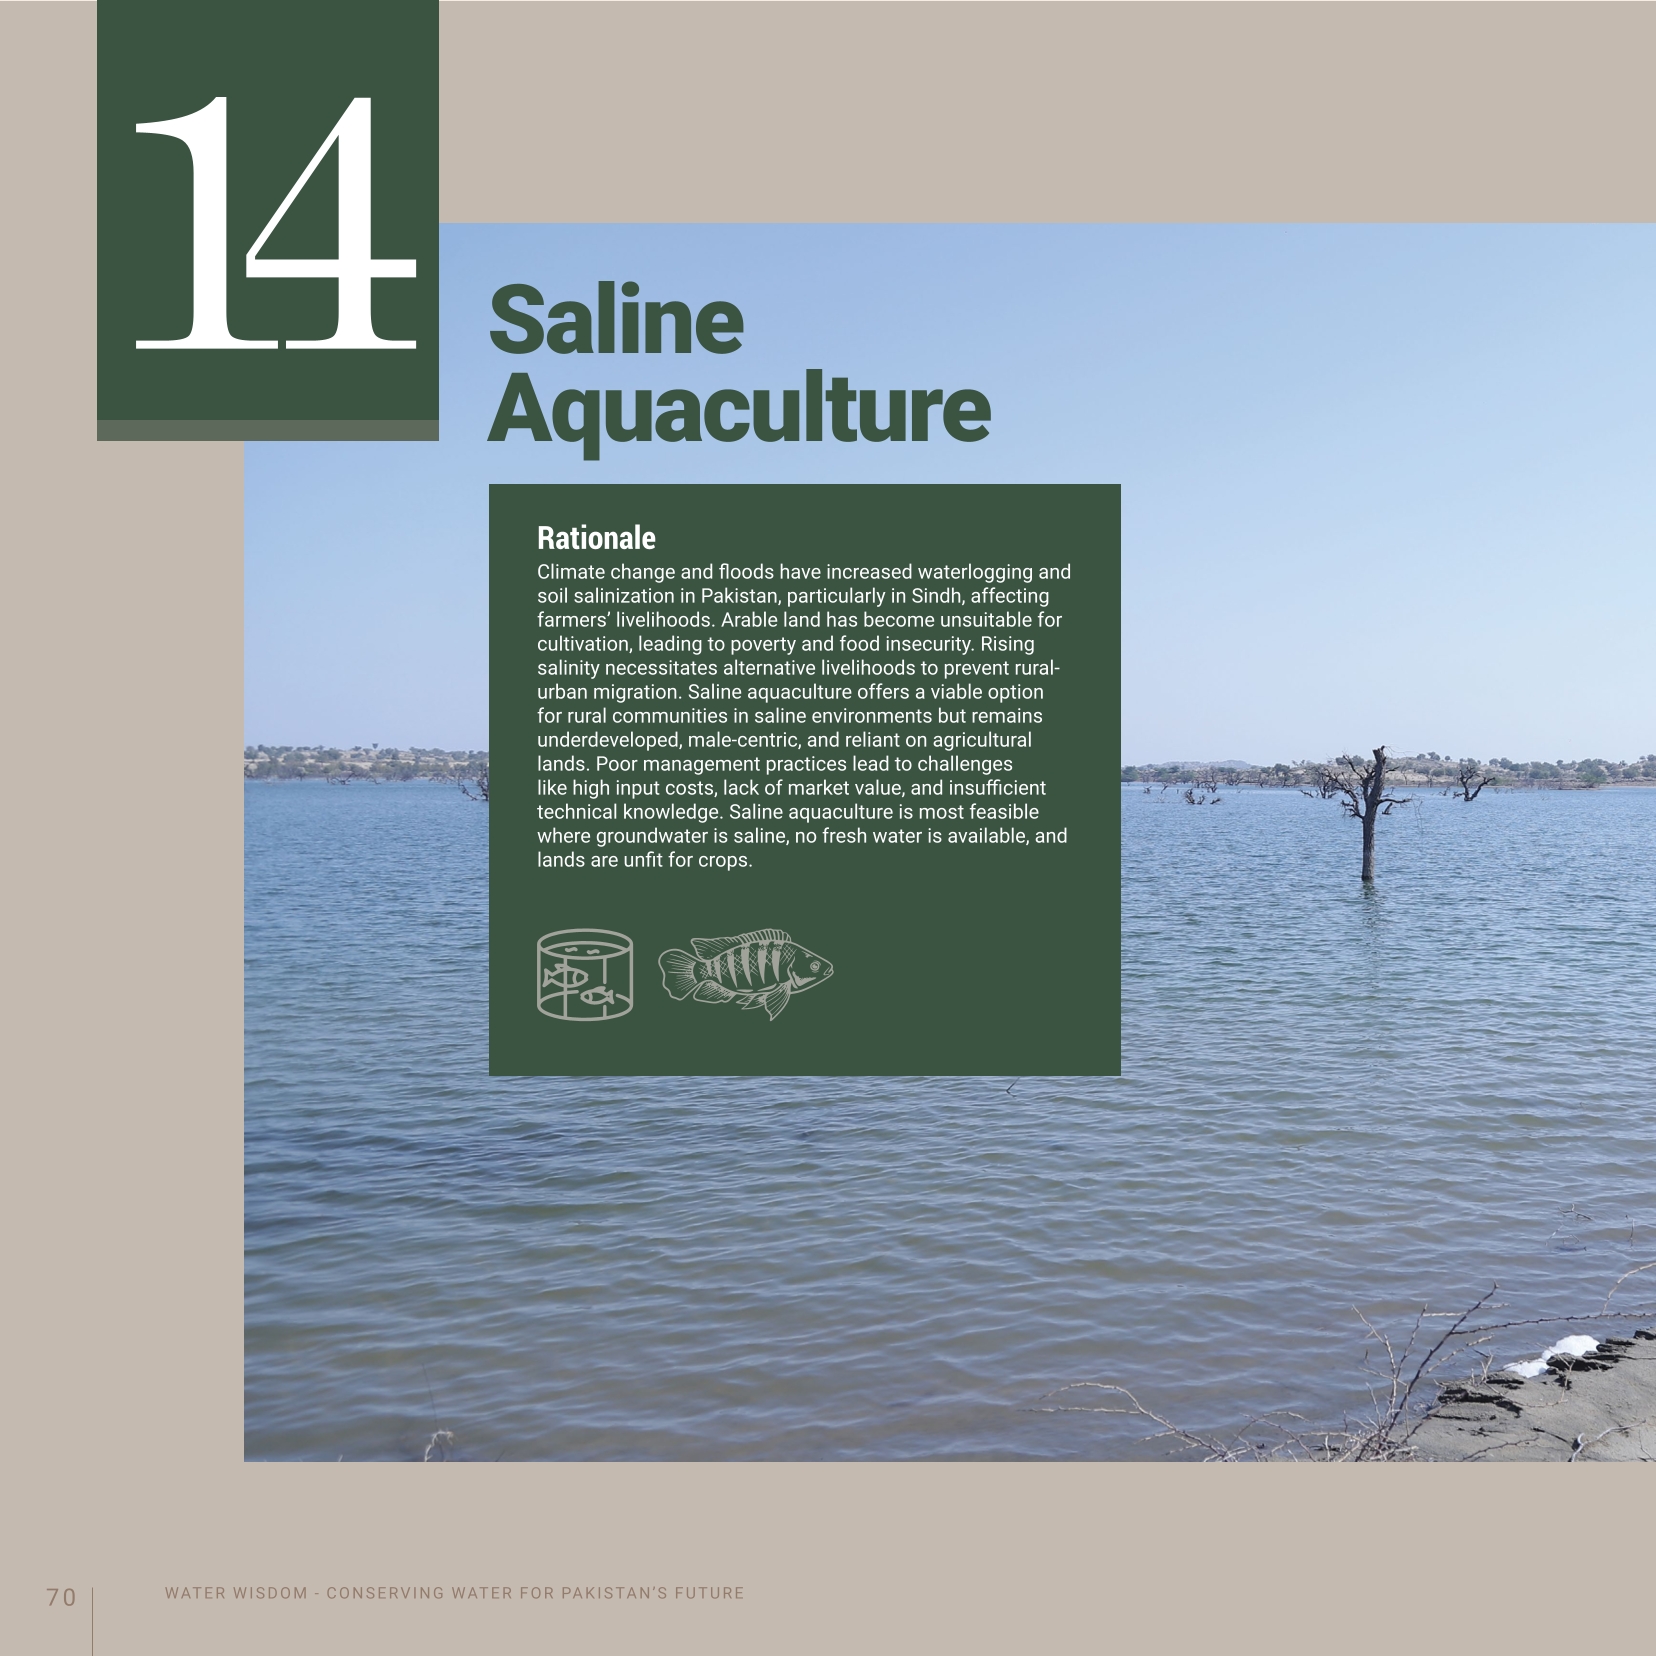 14
Saline
Aquaculture
Rationale
Climate change and floods have increased waterlogging and
soil salinization in Pakistan, particularly in Sindh, affecting
farmers’ livelihoods. Arable land has become unsuitable for
cultivation, leading to poverty and food insecurity. Rising
salinity necessitates alternative livelihoods to prevent rural-
urban migration. Saline aquaculture offers a viable option
for rural communities in saline environments but remains
underdeveloped, male-centric, and reliant on agricultural
lands. Poor management practices lead to challenges
like high input costs, lack of market value, and insufficient
technical knowledge. Saline aquaculture is most feasible
where groundwater is saline, no fresh water is available, and
lands are unfit for crops.
70
WATER WISDOM - CONSERVING WATER FOR PAKISTAN’S FUTURE